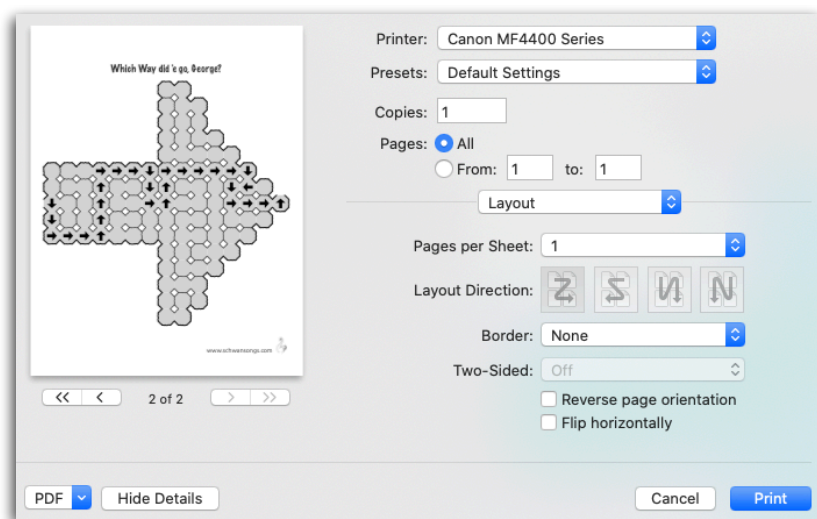 Which Way did 'e go, George?
www.schwansongs.com
<< < 2 of 2 > >>
Printer: Canon MF4400 Series
Presets: Default Settings
Copies: 1
Pages: All
From: 1 to: 1
Layout
Pages per Sheet: 1
Layout Direction:
Border: None
Two-Sided: Off
Reverse page orientation
Flip horizontally
PDF Hide Details Cancel Print